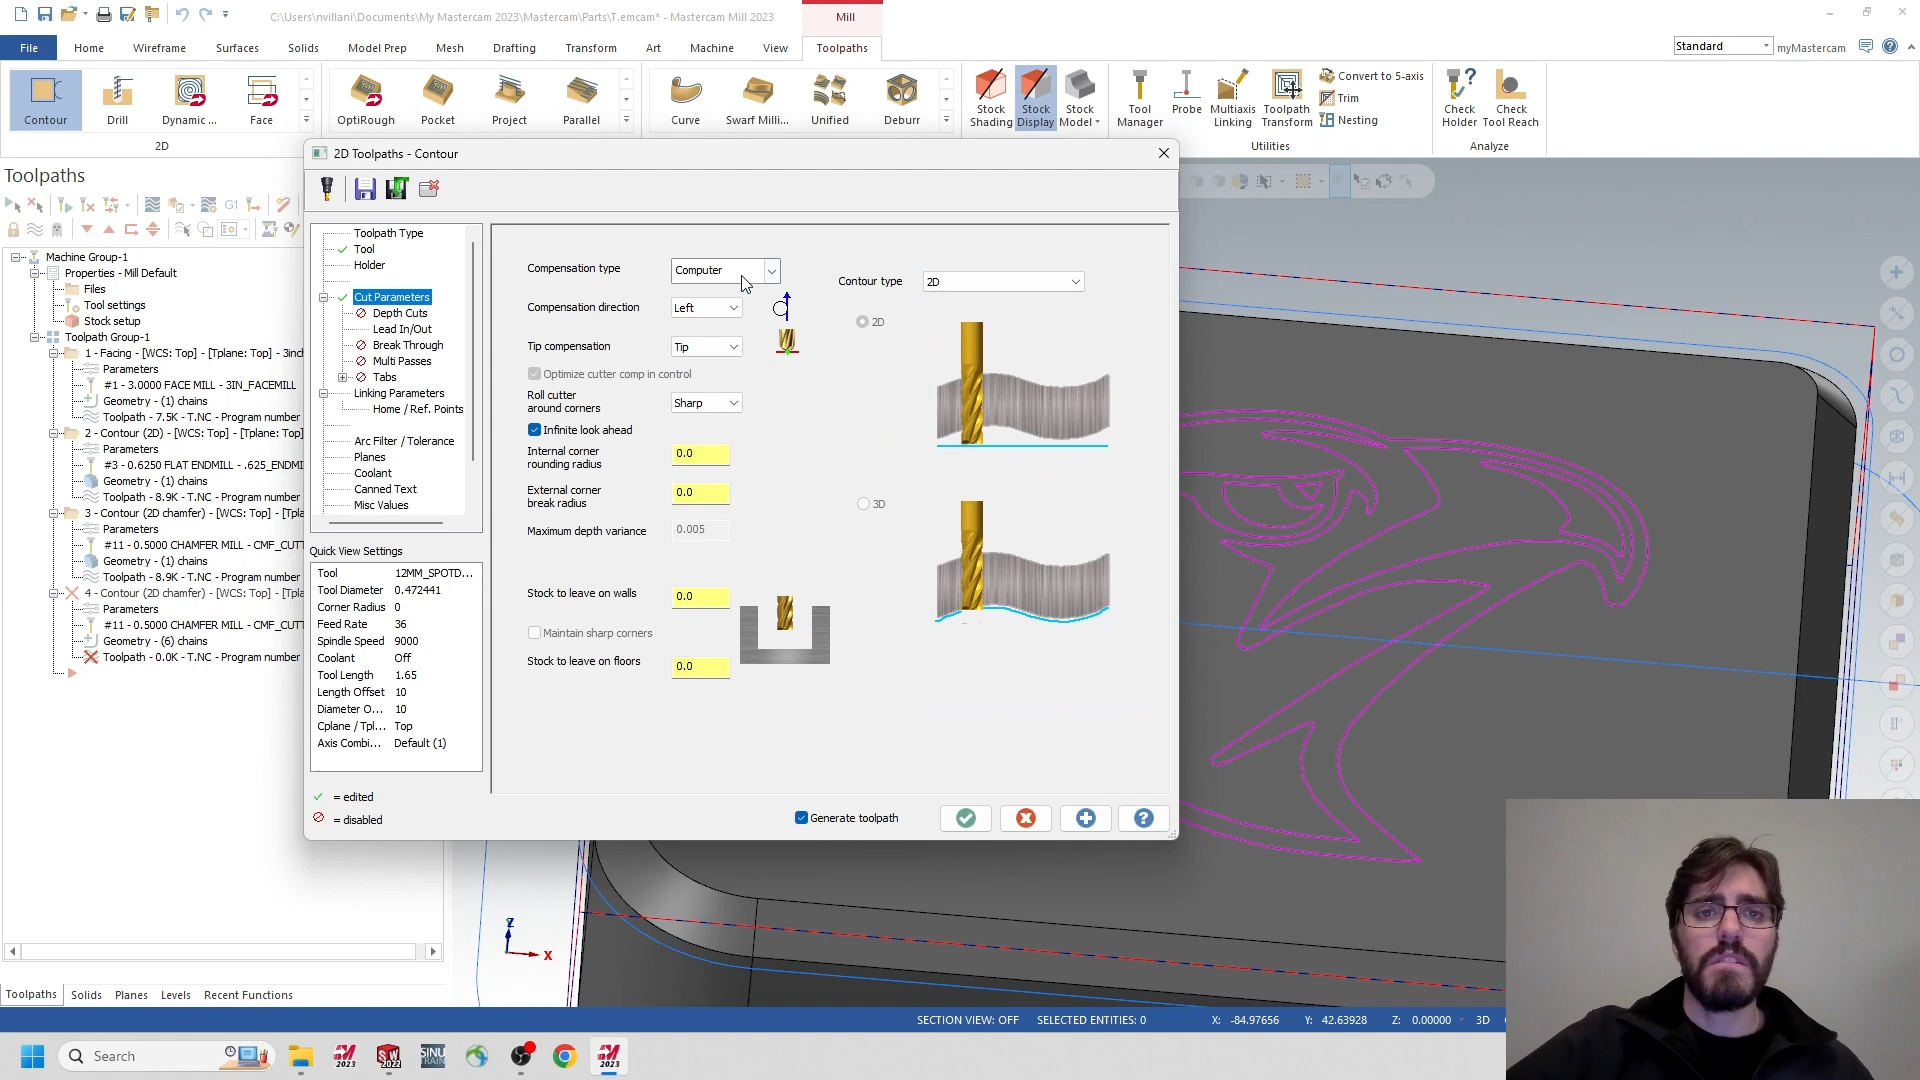 C:\Users\nvillani\Documents\My Mastercam 2023\Mastercam\Parts\T.emcam* - Mastercam Mill 2023
Mill
File Home Wireframe Surfaces Solids Model Prep Mesh Drafting Transform Art Machine View Toolpaths
Standard
myMastercam
Contour
Drill
Dynamic ...
Face
OptiRough
Pocket
Project
Parallel
Curve
Swarf Milli...
Unified
Deburr
Stock Shading
Stock Display
Stock Model
Tool Manager
Probe
Multiaxis Linking
Toolpath Transform
Convert to 5-axis
Trim
Nesting
Check Holder
Check Tool Reach
2D
Utilities
Analyze
Toolpaths
G1
Machine Group-1
Properties - Mill Default
Files
Tool settings
Stock setup
Toolpath Group-1
1 - Facing - [WCS: Top] - [Tplane: Top] - 3inch
Parameters
#1 - 3.0000 FACE MILL - 3IN_FACEMILL
Geometry - (1) chains
Toolpath - 7.5K - T.NC - Program number
2 - Contour (2D) - [WCS: Top] - [Tplane: Top]
Parameters
#3 - 0.6250 FLAT ENDMILL - .625_ENDMI
Geometry - (1) chains
Toolpath - 8.9K - T.NC - Program number
3 - Contour (2D chamfer) - [WCS: Top] - [Tpla
Parameters
#11 - 0.5000 CHAMFER MILL - CMF_CUTT
Geometry - (1) chains
Toolpath - 8.9K - T.NC - Program number
4 - Contour (2D chamfer) - [WCS: Top] - [Tpla
Parameters
#11 - 0.5000 CHAMFER MILL - CMF_CUTT
Geometry - (6) chains
Toolpath - 0.0K - T.NC - Program number
Toolpaths Solids Planes Levels Recent Functions
2D Toolpaths - Contour
Toolpath Type
Tool
Holder
Cut Parameters
Depth Cuts
Lead In/Out
Break Through
Multi Passes
Tabs
Linking Parameters
Home / Ref. Points
Arc Filter / Tolerance
Planes
Coolant
Canned Text
Misc Values
Quick View Settings
Tool 12MM_SPOTD...
Tool Diameter 0.472441
Corner Radius 0
Feed Rate 36
Spindle Speed 9000
Coolant Off
Tool Length 1.65
Length Offset 10
Diameter O... 10
Cplane / Tpl... Top
Axis Combi... Default (1)
= edited
= disabled
Compensation type Computer
Compensation direction Left
Tip compensation Tip
Optimize cutter comp in control
Roll cutter around corners Sharp
Infinite look ahead
Internal corner rounding radius 0.0
External corner break radius 0.0
Maximum depth variance 0.005
Stock to leave on walls 0.0
Maintain sharp corners
Stock to leave on floors 0.0
Contour type 2D
2D
3D
Generate toolpath
Z
X
SECTION VIEW: OFF SELECTED ENTITIES: 0 X: -84.97656 Y: 42.63928 Z: 0.00000 3D
Search
2023
SW 2022
SINU TRAIN
2023